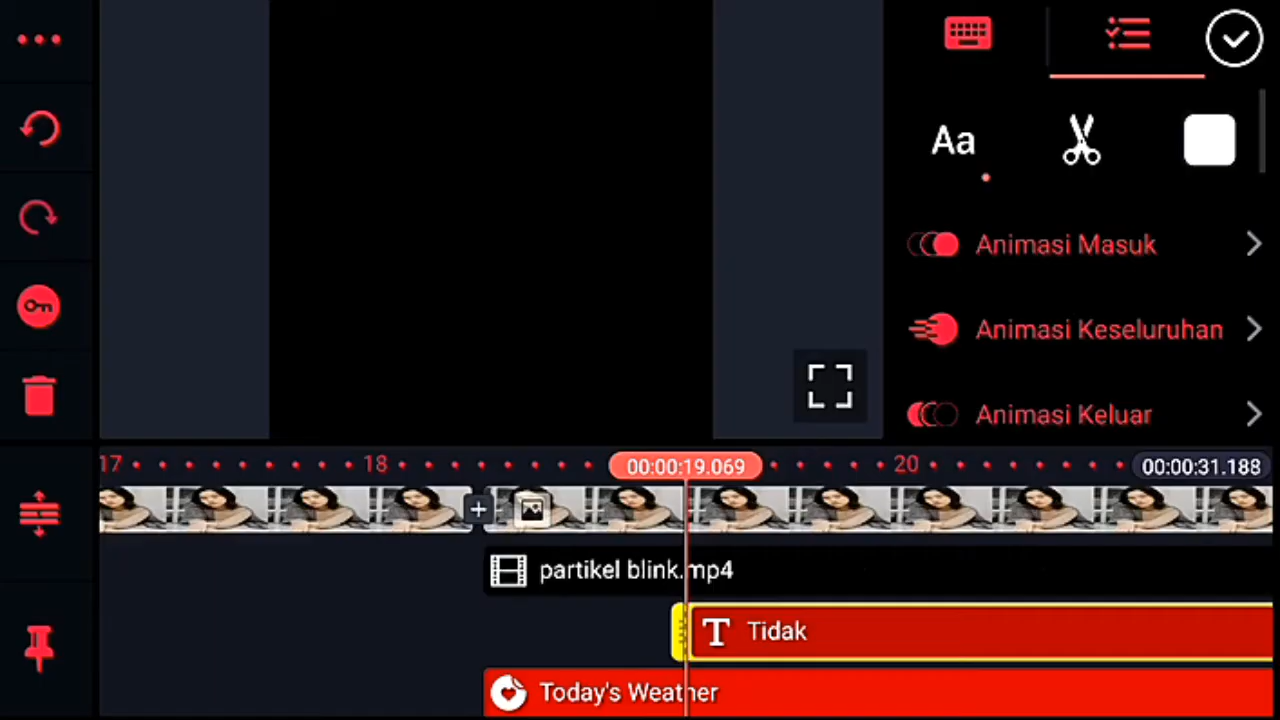 Aa
Animasi Masuk
Animasi Keseluruhan
Animasi Keluar
17 18 00:00:19.069 20 00:00:31.188
partikel blink.mp4
T Tidak
Today's Weather